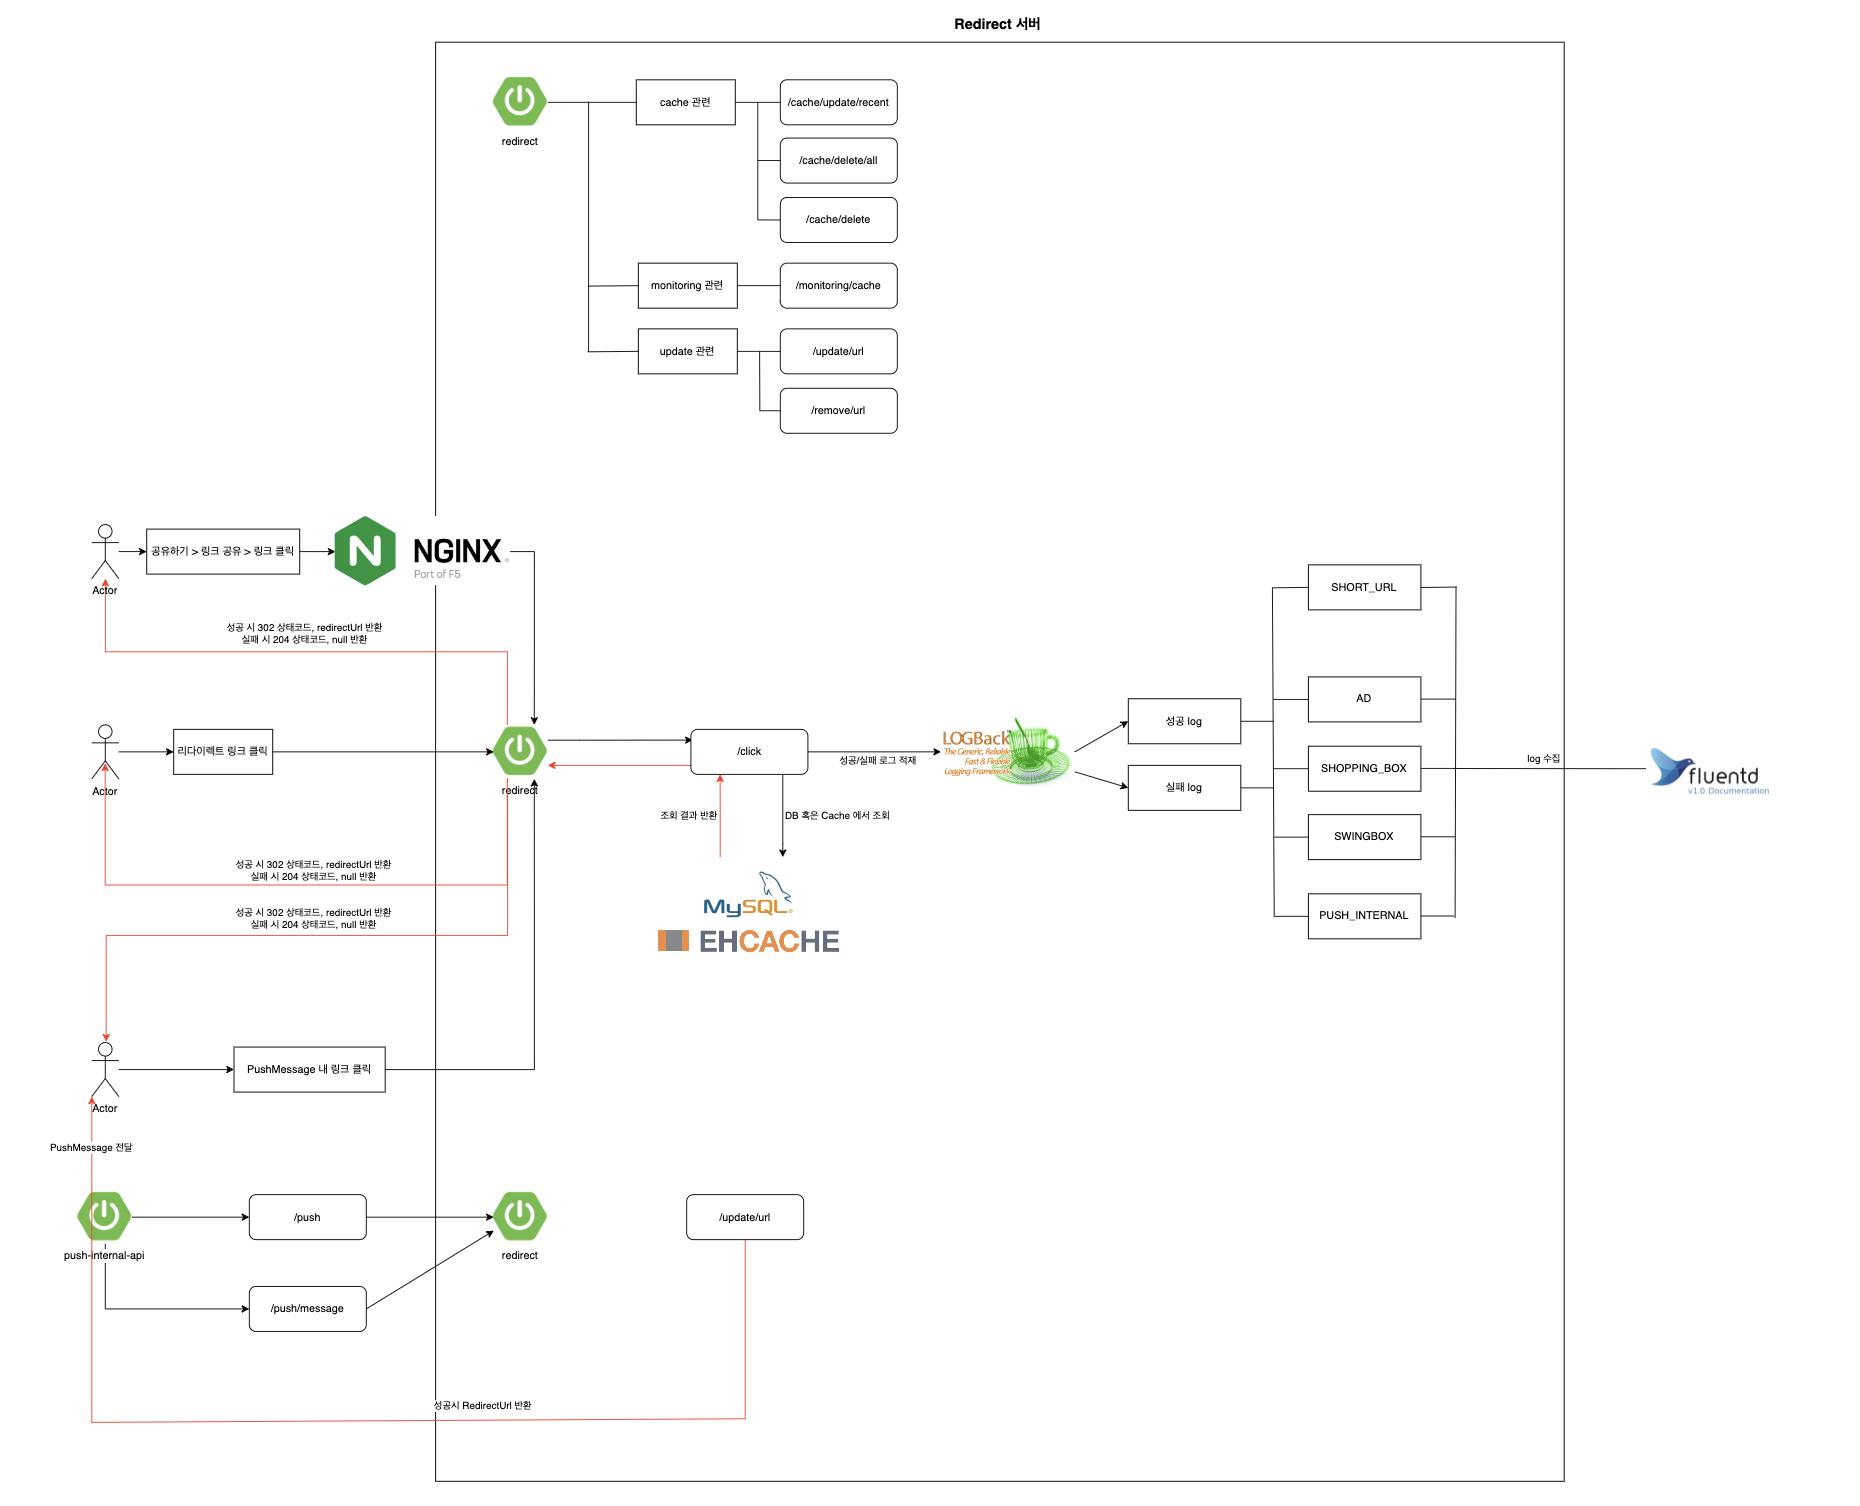 Redirect 서버
redirect
cache 관련
/cache/update/recent
/cache/delete/all
/cache/delete
monitoring 관련
/monitoring/cache
update 관련
/update/url
/remove/url
Actor
공유하기 > 링크 공유 > 링크 클릭
NGINX
Part of F5
성공 시 302 상태코드, redirectUrl 반환
실패 시 204 상태코드, null 반환
Actor
리다이렉트 링크 클릭
redirect
/click
성공/실패 로그 적재
LOGBack
The Generic, Reliable
Fast & Flexible
Logging Framework
성공 log
실패 log
SHORT_URL
AD
SHOPPING_BOX
SWINGBOX
PUSH_INTERNAL
log 수집
fluentd
v1.0 Documentation
조회 결과 반환
DB 혹은 Cache 에서 조회
MySQL
EHCACHE
성공 시 302 상태코드, redirectUrl 반환
실패 시 204 상태코드, null 반환
성공 시 302 상태코드, redirectUrl 반환
실패 시 204 상태코드, null 반환
Actor
PushMessage 내 링크 클릭
PushMessage 전달
push-internal-api
/push
redirect
/update/url
/push/message
성공시 RedirectUrl 반환